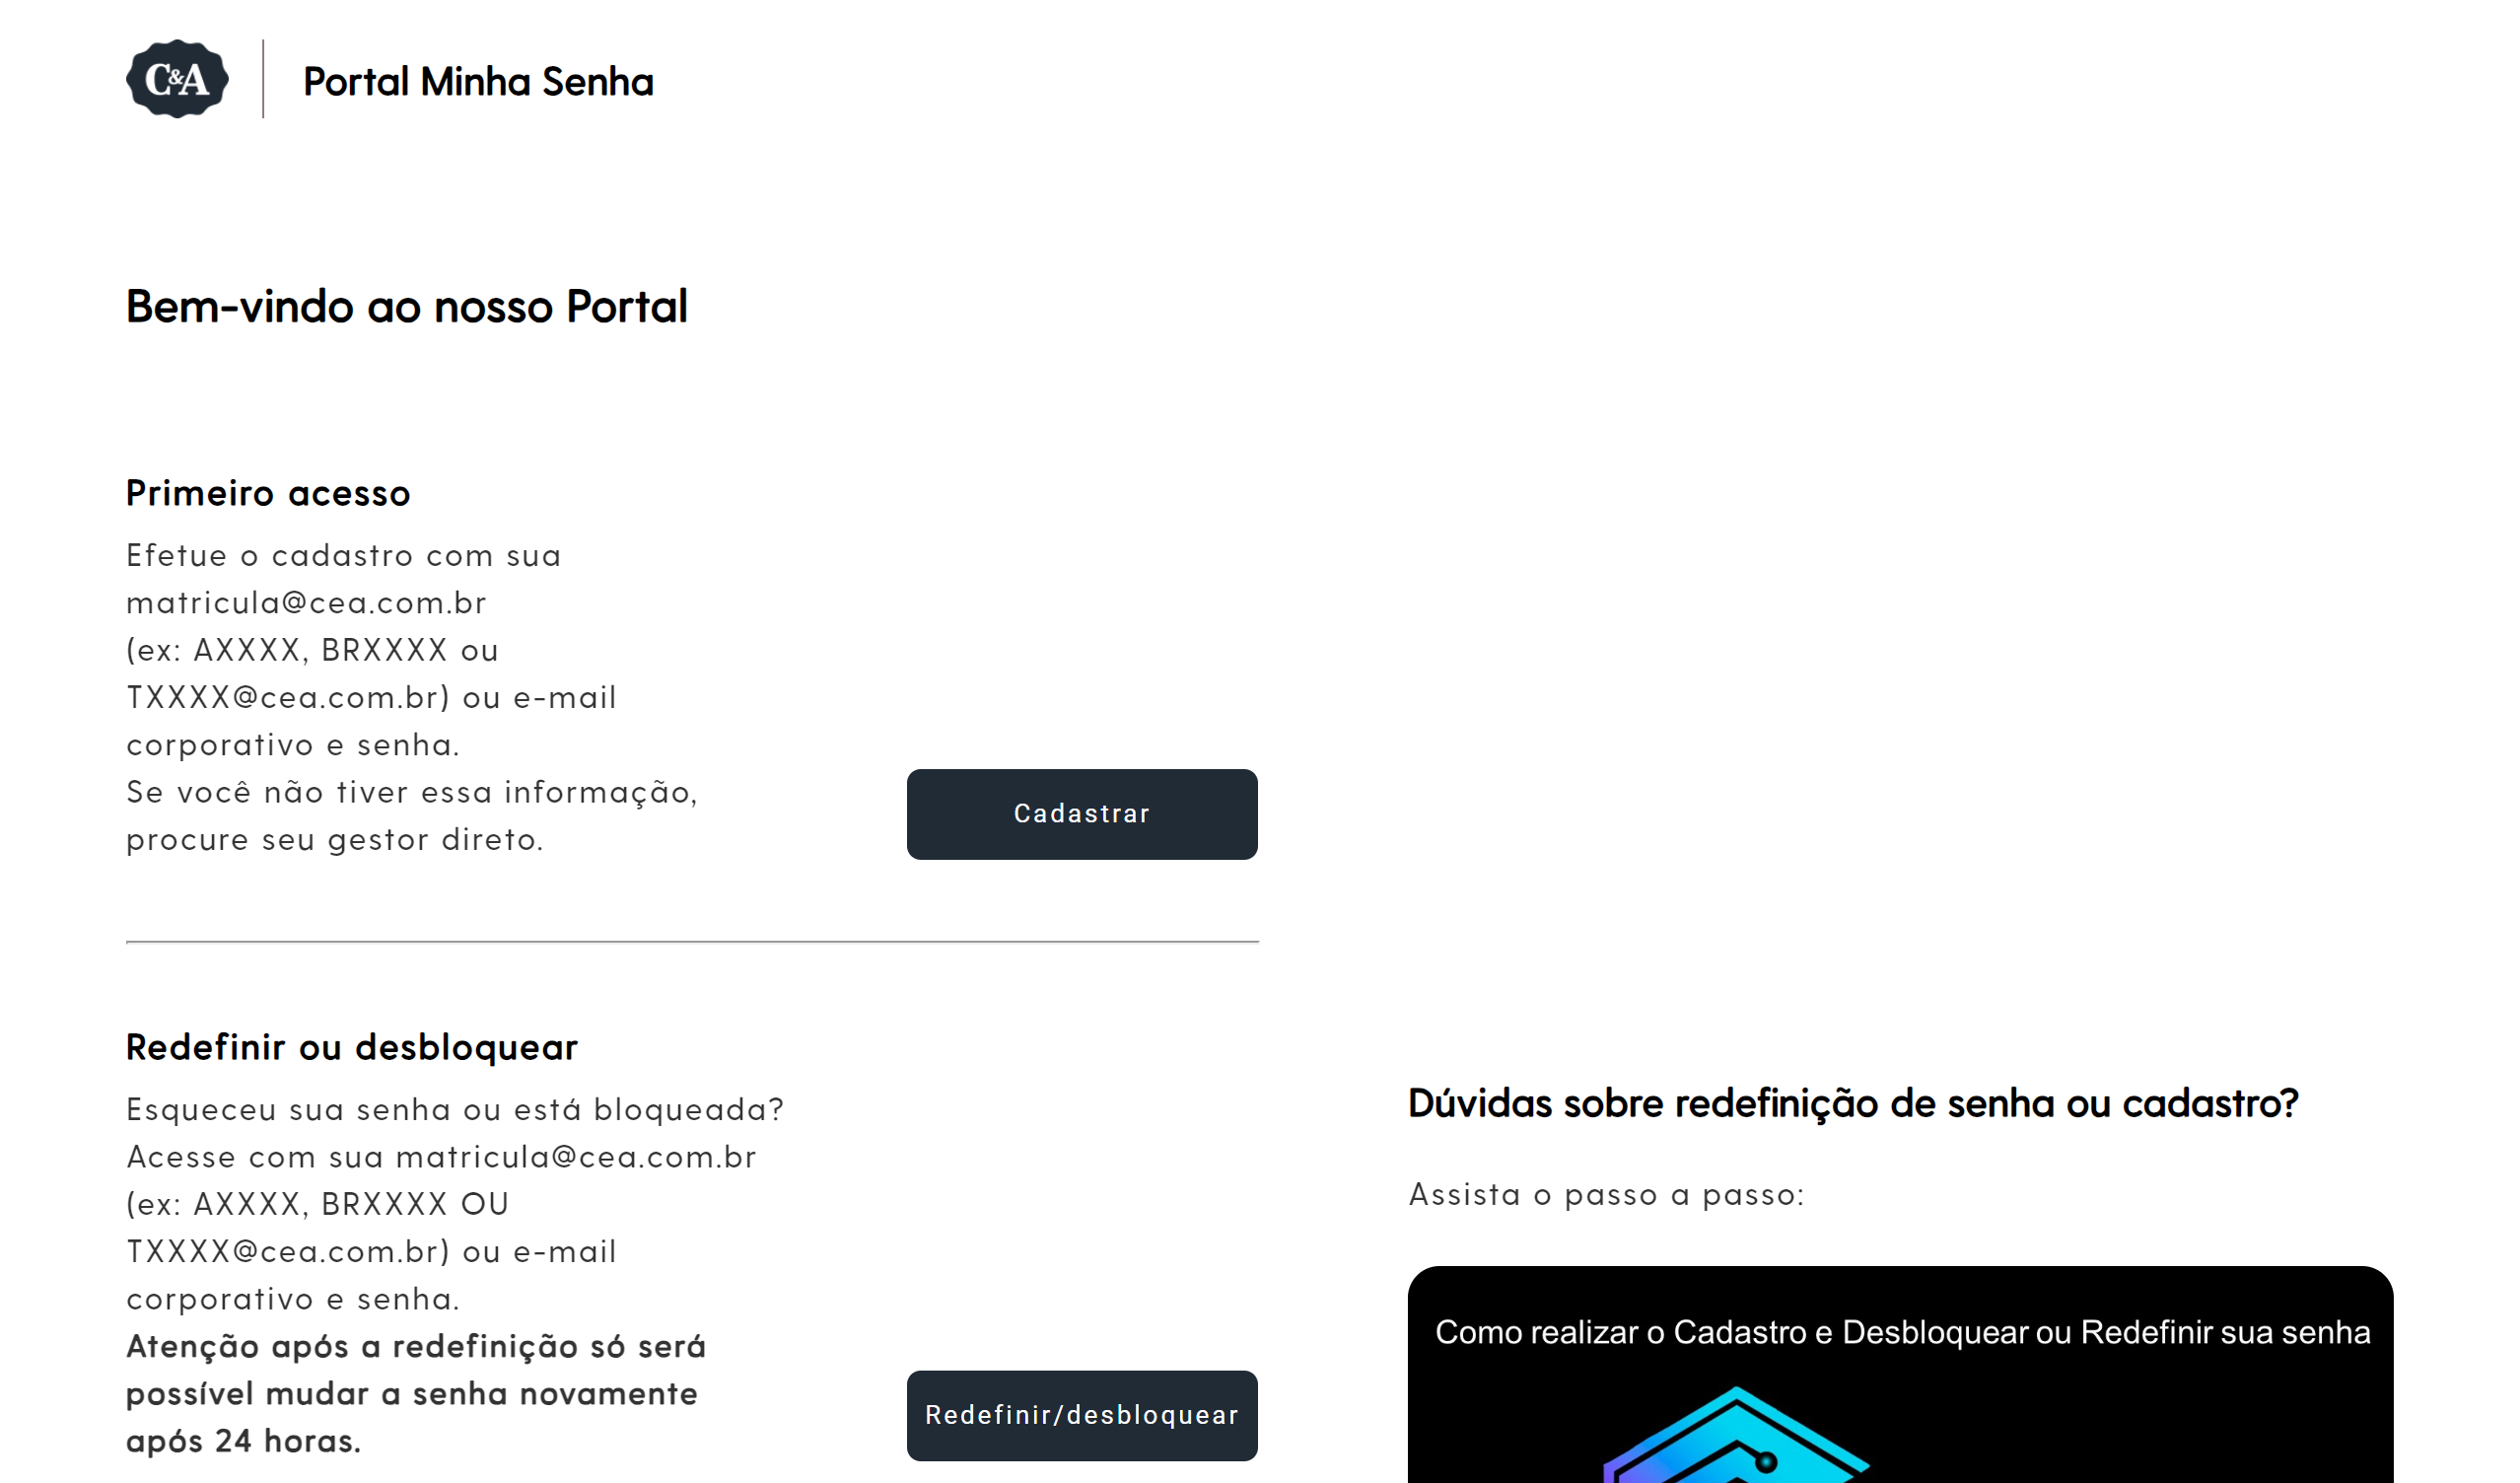 C&A
Portal Minha Senha
Bem-vindo ao nosso Portal
Primeiro acesso
Efetue o cadastro com sua
matricula@cea.com.br
(ex: AXXXX, BRXXXX ou
TXXXX@cea.com.br) ou e-mail
corporativo e senha.
Se você não tiver essa informação,
procure seu gestor direto.
Cadastrar
Redefinir ou desbloquear
Esqueceu sua senha ou está bloqueada?
Acesse com sua matricula@cea.com.br
(ex: AXXXX, BRXXXX OU
TXXXX@cea.com.br) ou e-mail
corporativo e senha.
Atenção após a redefinição só será
possível mudar a senha novamente
após 24 horas.
Redefinir/desbloquear
Dúvidas sobre redefinição de senha ou cadastro?
Assista o passo a passo:
Como realizar o Cadastro e Desbloquear ou Redefinir sua senha